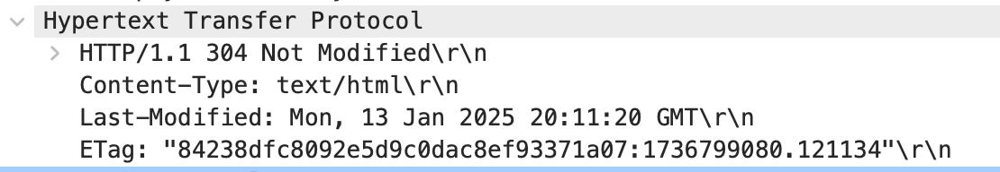 Hypertext Transfer Protocol
HTTP/1.1 304 Not Modified\r\n
Content-Type: text/html\r\n
Last-Modified: Mon, 13 Jan 2025 20:11:20 GMT\r\n
ETag: "84238dfc8092e5d9c0dac8ef93371a07:1736799080.121134"\r\n